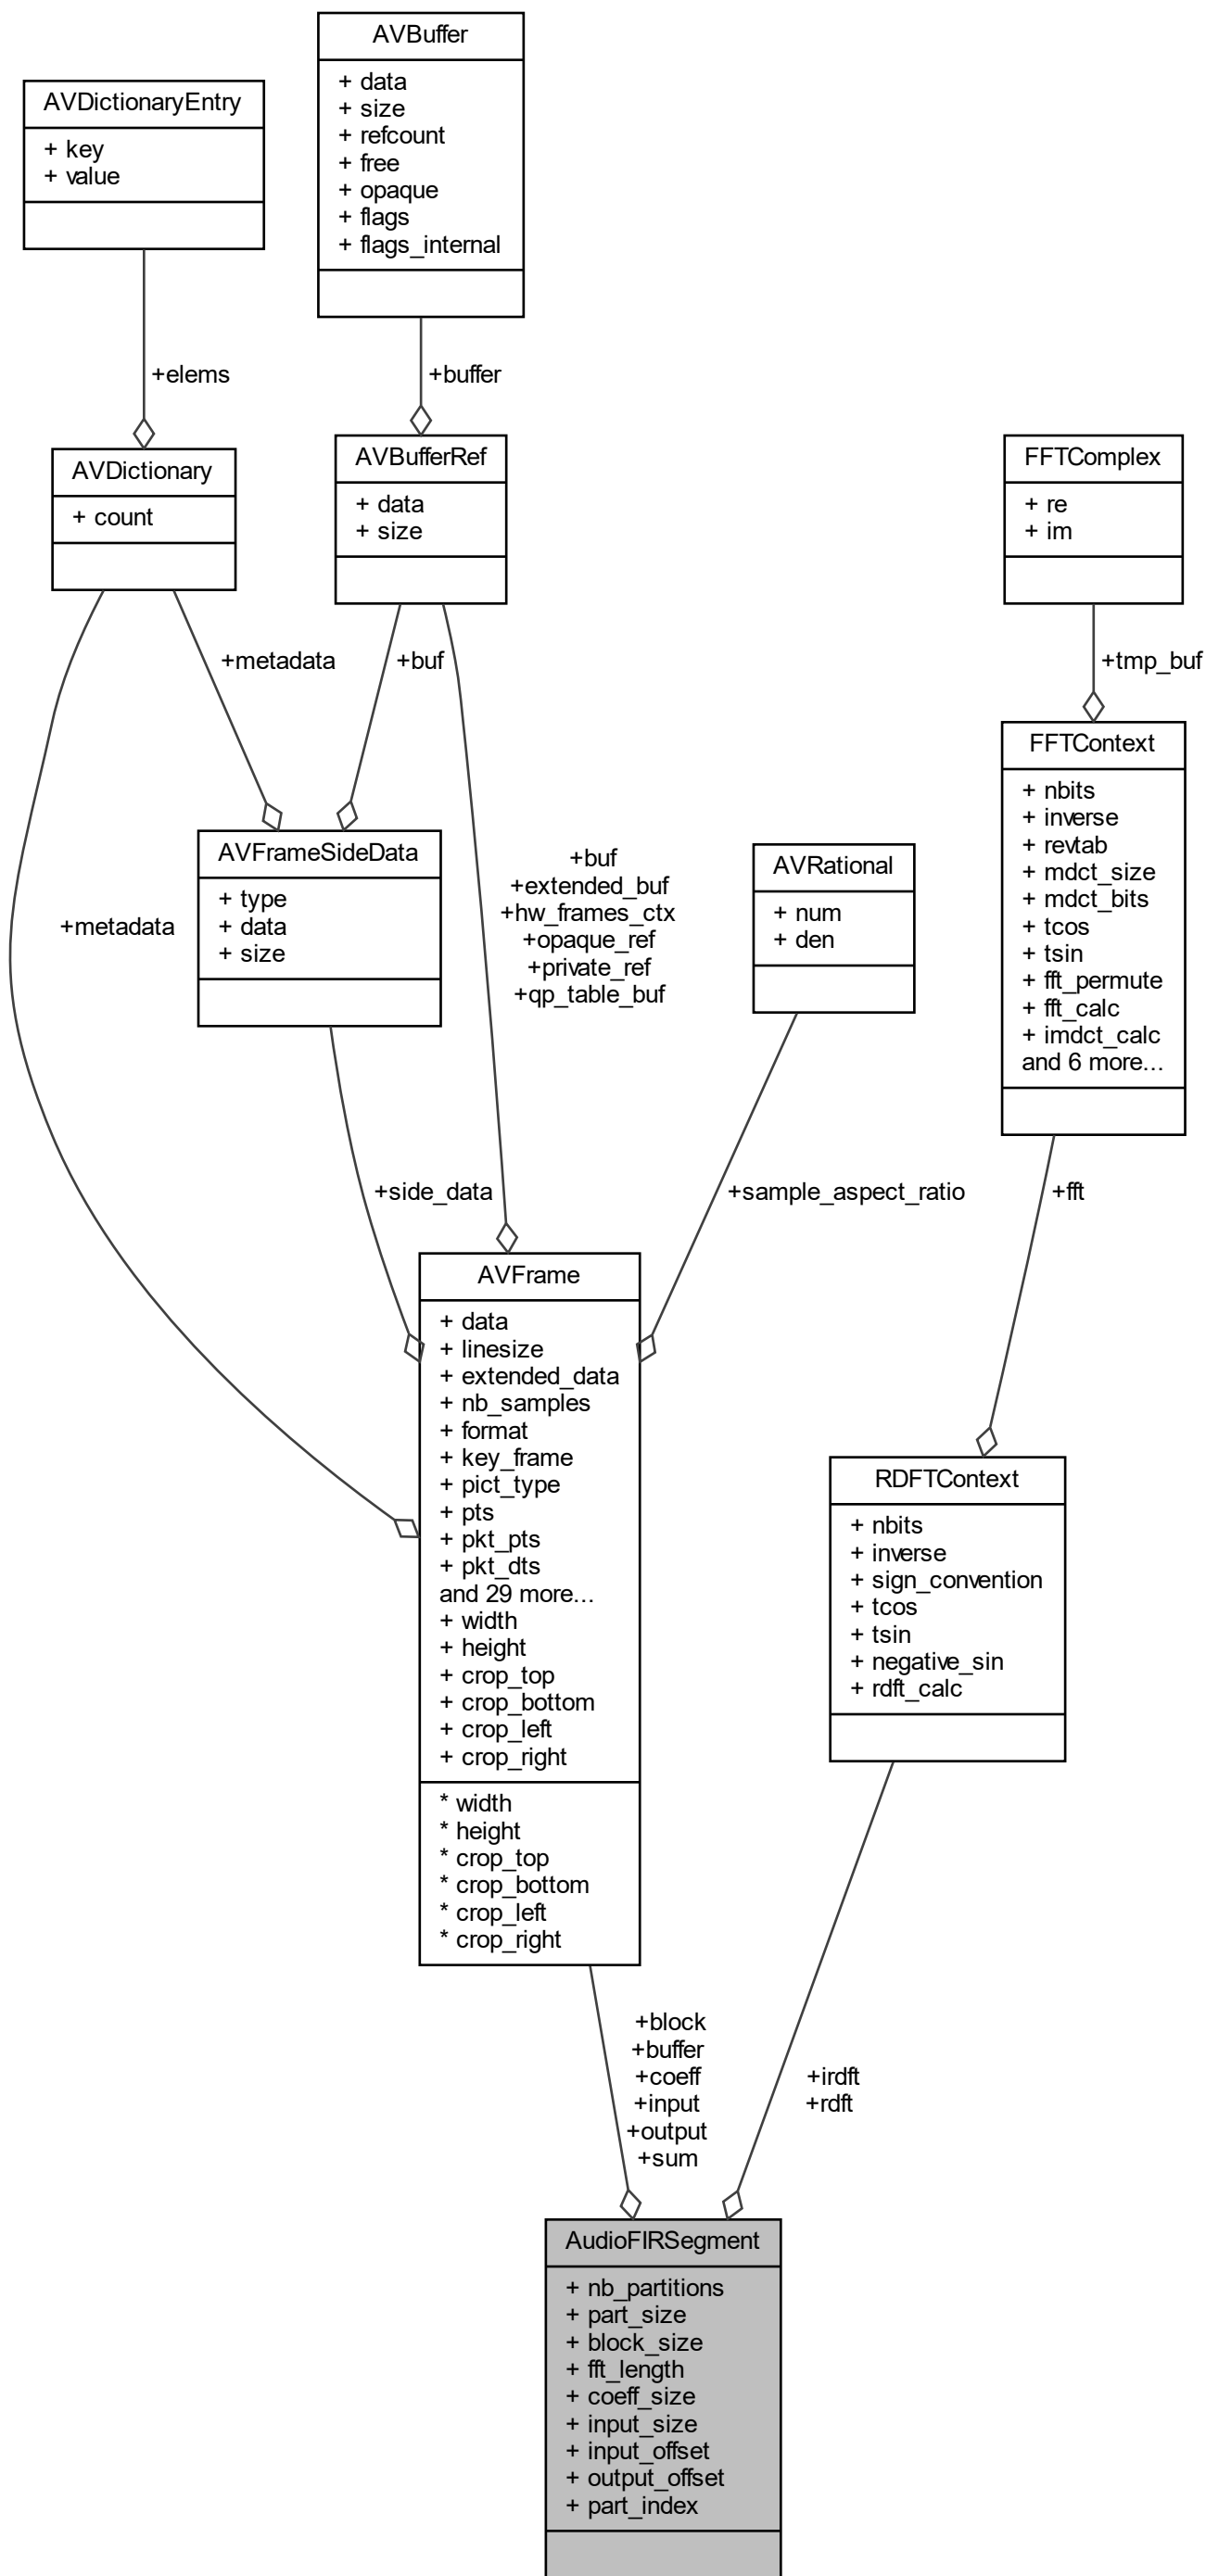 AVBuffer
+ data
+ size
+ refcount
+ free
+ opaque
+ flags
+ flags_internal
AVDictionaryEntry
+ key
+ value
+elems
+buffer
AVDictionary
+ count
AVBufferRef
+ data
+ size
FFTComplex
+ re
+ im
+metadata
+buf
+tmp_buf
FFTContext
+ nbits
+ inverse
+ revtab
+ mdct_size
+ mdct_bits
+ tcos
+ tsin
+ fft_permute
+ fft_calc
+ imdct_calc
and 6 more...
+metadata
AVFrameSideData
+ type
+ data
+ size
+buf
+extended_buf
+hw_frames_ctx
+opaque_ref
+private_ref
+qp_table_buf
AVRational
+ num
+ den
+side_data
+sample_aspect_ratio
+fft
AVFrame
+ data
+ linesize
+ extended_data
+ nb_samples
+ format
+ key_frame
+ pict_type
+ pts
+ pkt_pts
+ pkt_dts
and 29 more...
+ width
+ height
+ crop_top
+ crop_bottom
+ crop_left
+ crop_right
* width
* height
* crop_top
* crop_bottom
* crop_left
* crop_right
RDFTContext
+ nbits
+ inverse
+ sign_convention
+ tcos
+ tsin
+ negative_sin
+ rdft_calc
+block
+buffer
+coeff
+input
+output
+sum
+irdft
+rdft
AudioFIRSegment
+ nb_partitions
+ part_size
+ block_size
+ fft_length
+ coeff_size
+ input_size
+ input_offset
+ output_offset
+ part_index